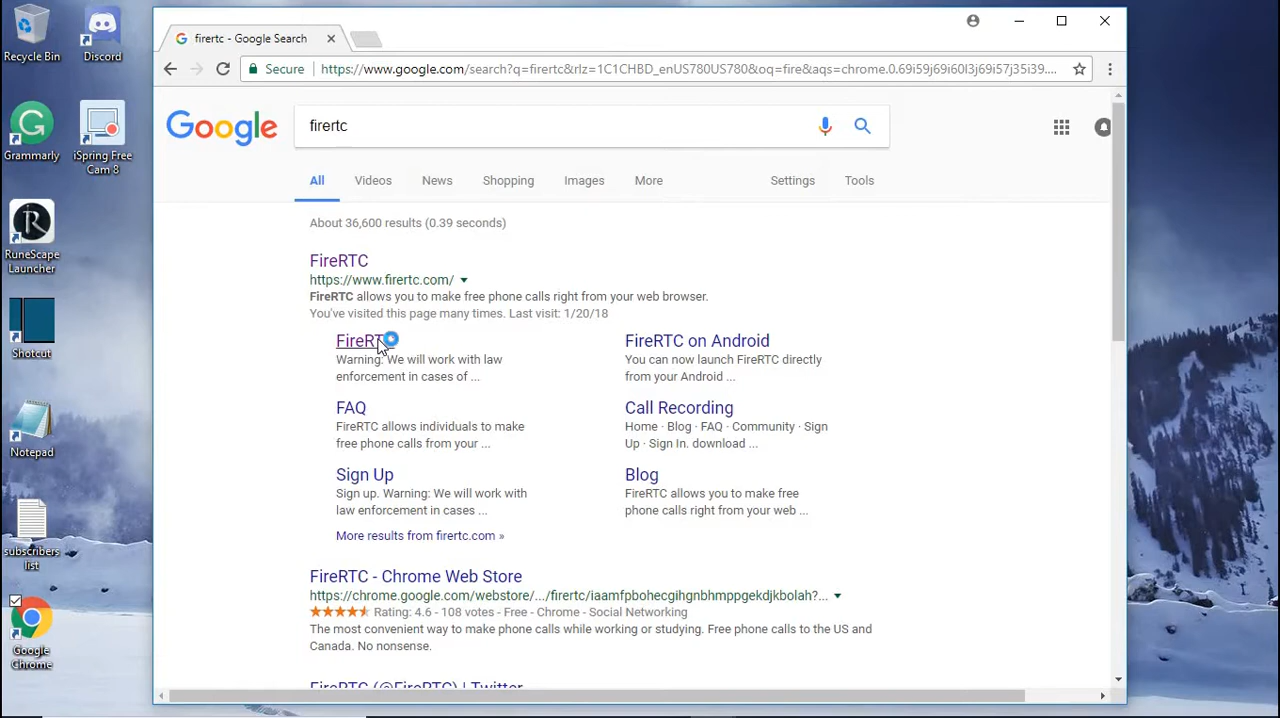 Recycle Bin
Discord
Grammarly
iSpring Free
Cam 8
RuneScape
Launcher
Shotcut
Notepad
subscribers
list
Google
Chrome
firertc - Google Search
Secure
https://www.google.com/search?q=firertc&rlz=1C1CHBD_enUS780US780&oq=fire&aqs=chrome.0.69i59j69i60l3j69i57j35i39....
Google
firertc
All
Videos
News
Shopping
Images
More
Settings
Tools
About 36,600 results (0.39 seconds)
FireRTC
https://www.firertc.com/
FireRTC allows you to make free phone calls right from your web browser.
You've visited this page many times. Last visit: 1/20/18
Warning: We will work with law
enforcement in cases of ...
FireRTC on Android
You can now launch FireRTC directly
from your Android ...
FAQ
FireRTC allows individuals to make
free phone calls from your ...
Call Recording
Home · Blog · FAQ · Community · Sign
Up · Sign In. download ...
Sign Up
Sign up. Warning: We will work with
law enforcement in cases ...
Blog
FireRTC allows you to make free
phone calls right from your web ...
More results from firertc.com »
FireRTC - Chrome Web Store
https://chrome.google.com/webstore/.../firertc/iaamfpbohecgihgnbhmppgekdjkbolah?...
Rating: 4.6 - 108 votes - Free - Chrome - Social Networking
The most convenient way to make phone calls while working or studying. Free phone calls to the US and
Canada. No nonsense.
FireRTC (@FireRTC) | Twitter